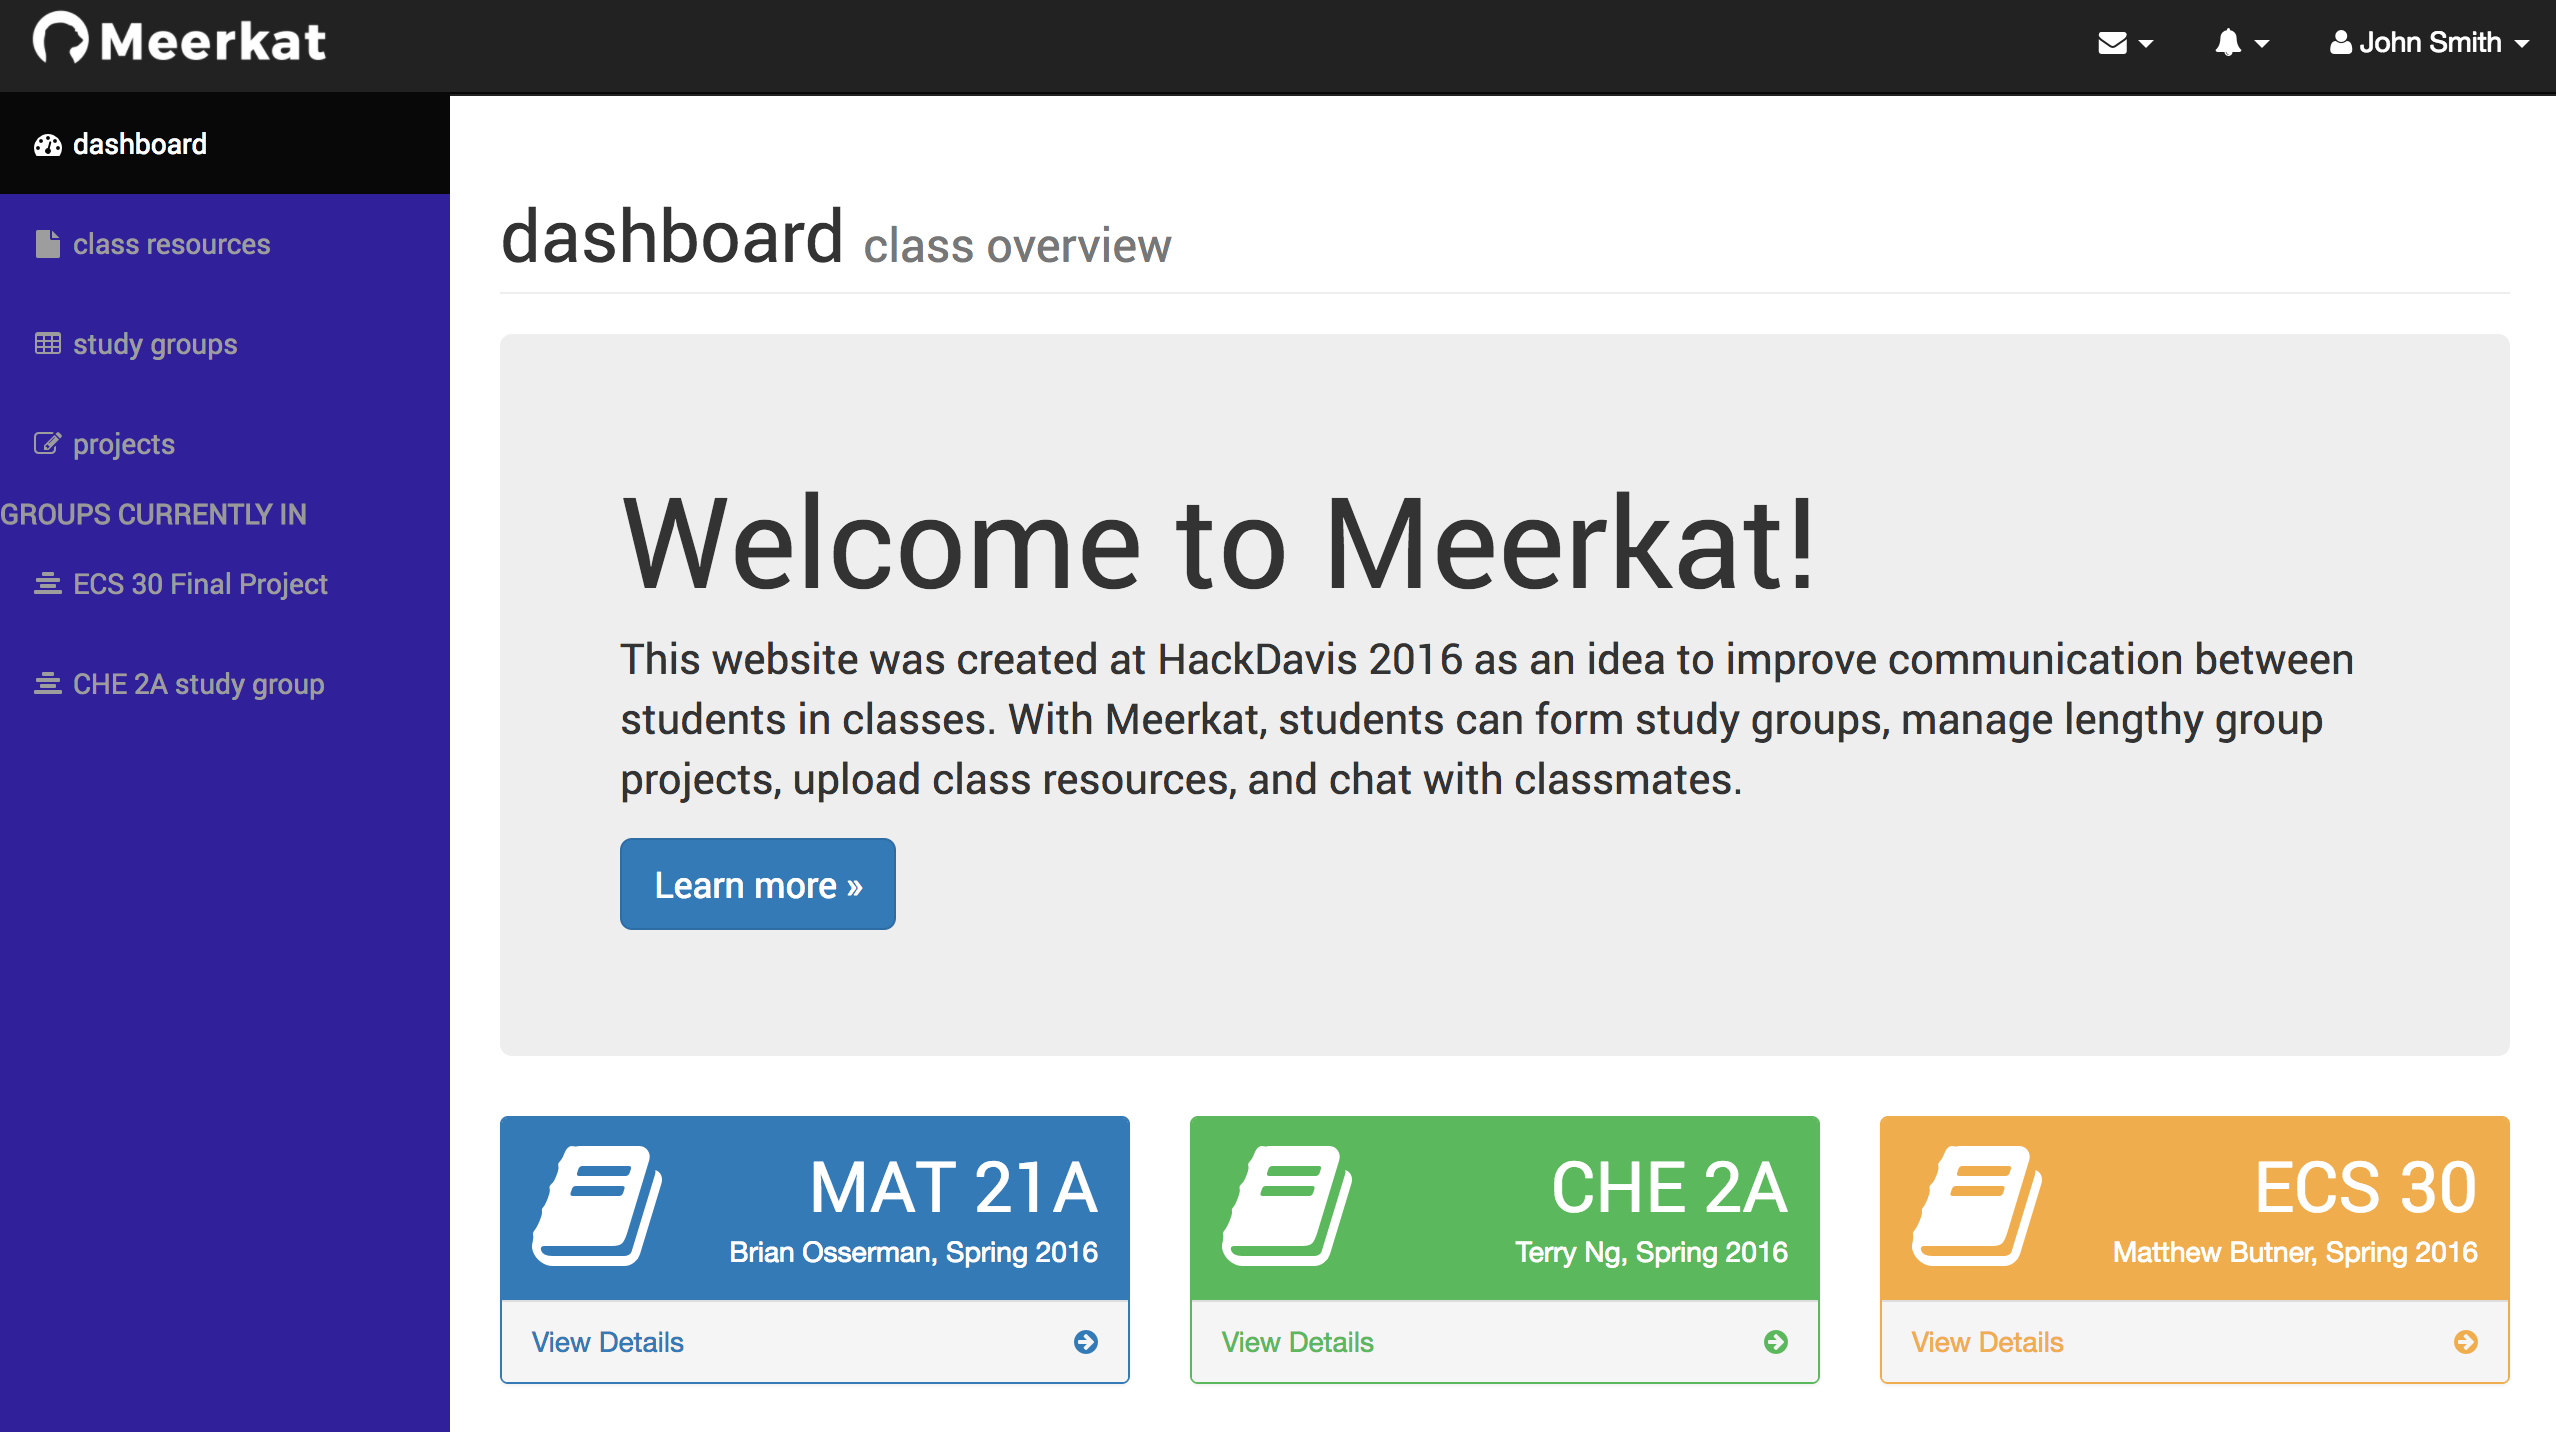 Meerkat
John Smith
dashboard
class resources
study groups
projects
GROUPS CURRENTLY IN
ECS 30 Final Project
CHE 2A study group
dashboard class overview
Welcome to Meerkat!
This website was created at HackDavis 2016 as an idea to improve communication between
students in classes. With Meerkat, students can form study groups, manage lengthy group
projects, upload class resources, and chat with classmates.
Learn more »
MAT 21A
Brian Osserman, Spring 2016
View Details
CHE 2A
Terry Ng, Spring 2016
View Details
ECS 30
Matthew Butner, Spring 2016
View Details